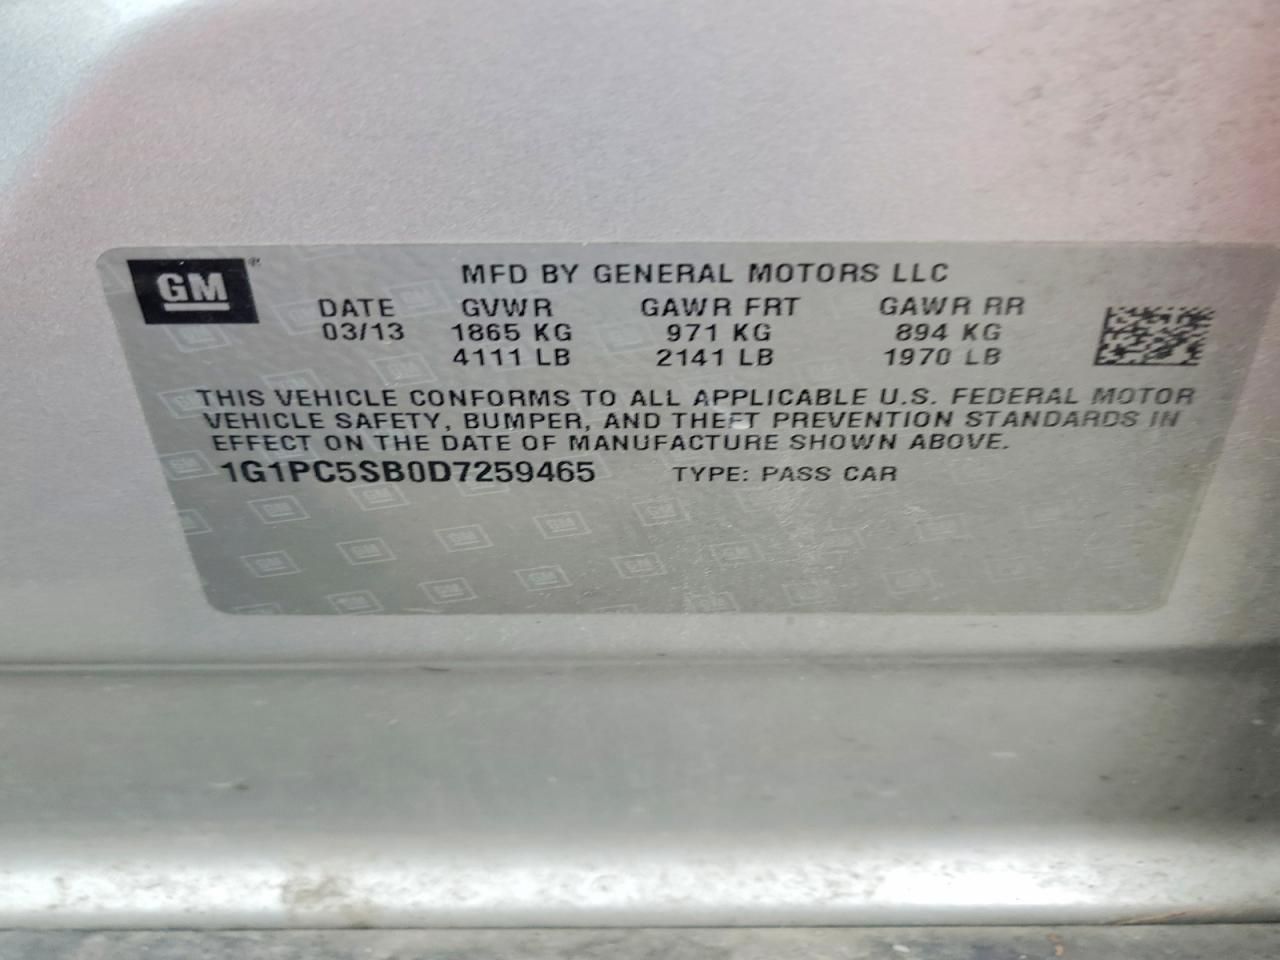 GM®
MFD BY GENERAL MOTORS LLC
DATE GVWR GAWR FRT GAWR RR
03/13 1865 KG 971 KG 894 KG
4111 LB 2141 LB 1970 LB
THIS VEHICLE CONFORMS TO ALL APPLICABLE U.S. FEDERAL MOTOR
VEHICLE SAFETY, BUMPER, AND THEFT PREVENTION STANDARDS IN
EFFECT ON THE DATE OF MANUFACTURE SHOWN ABOVE.
1G1PC5SB0D7259465 TYPE: PASS CAR